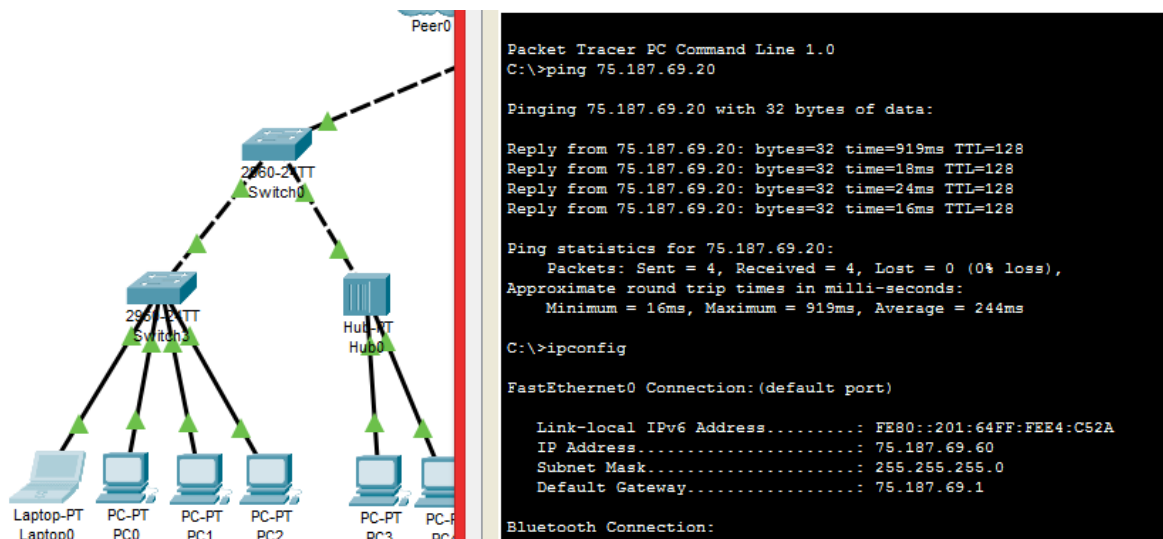 Peer0
2960-24TT
Switch0
2960-24TT
Switch3
Hub-PT
Hub0
Laptop-PT
Laptop0
PC-PT
PC0
PC-PT
PC1
PC-PT
PC2
PC-PT
PC3
Packet Tracer PC Command Line 1.0
C:\>ping 75.187.69.20
Pinging 75.187.69.20 with 32 bytes of data:
Reply from 75.187.69.20: bytes=32 time=919ms TTL=128
Reply from 75.187.69.20: bytes=32 time=18ms TTL=128
Reply from 75.187.69.20: bytes=32 time=24ms TTL=128
Reply from 75.187.69.20: bytes=32 time=16ms TTL=128
Ping statistics for 75.187.69.20:
Packets: Sent = 4, Received = 4, Lost = 0 (0% loss),
Approximate round trip times in milli-seconds:
Minimum = 16ms, Maximum = 919ms, Average = 244ms
C:\>ipconfig
FastEthernet0 Connection:(default port)
Link-local IPv6 Address.........: FE80::201:64FF:FEE4:C52A
IP Address......................: 75.187.69.60
Subnet Mask.....................: 255.255.255.0
Default Gateway.................: 75.187.69.1
Bluetooth Connection: